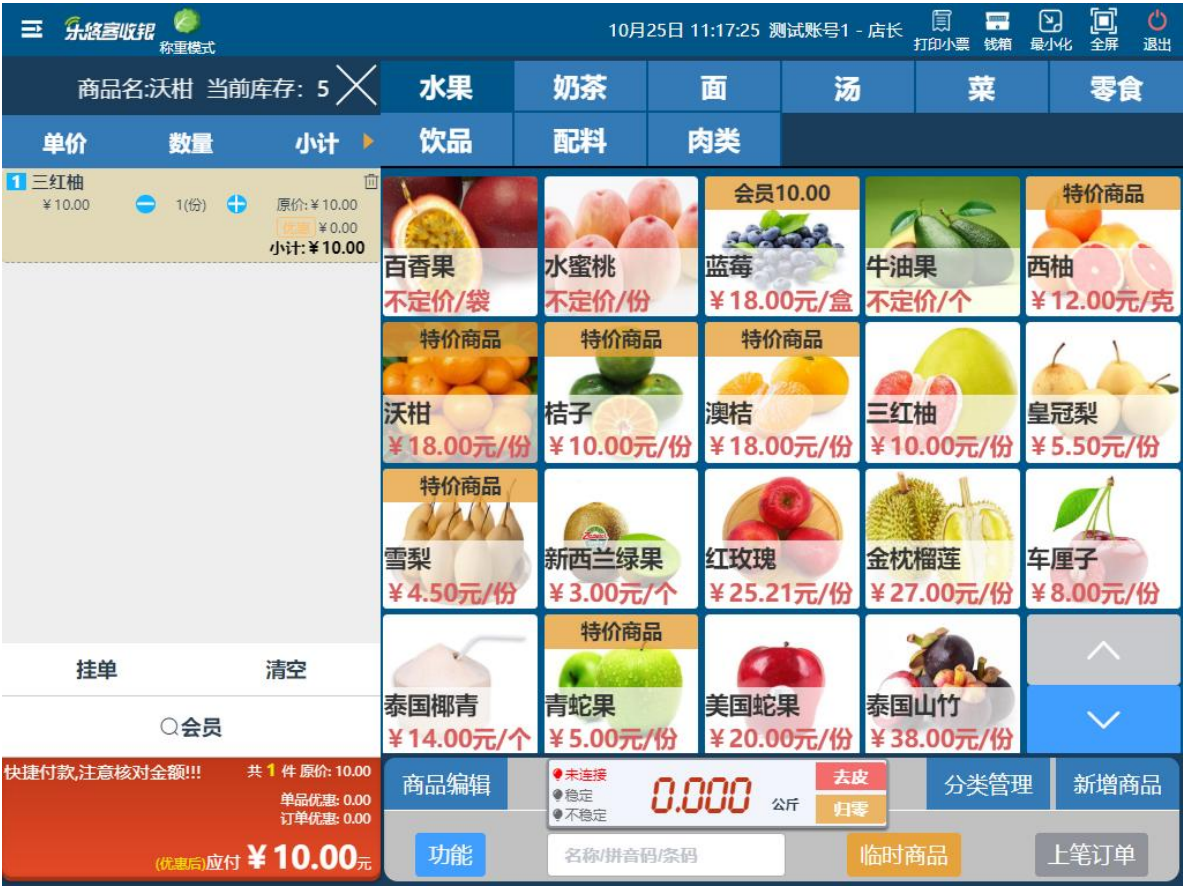 乐络客收银
称重模式
10月25日 11:17:25 测试账号1 - 店长
打印小票 钱箱 最小化 全屏 退出
商品名:沃柑 当前库存: 5
单价 数量 小计
1 三红柚
¥10.00 1(份) 原价:¥10.00
优惠 ¥0.00
小计:¥10.00
挂单 清空
会员
快捷付款,注意核对金额!!! 共 1 件 原价: 10.00
单品优惠: 0.00
订单优惠: 0.00
(优惠后)应付 ¥10.00元
水果 奶茶 面 汤 菜 零食
饮品 配料 肉类
百香果
不定价/袋
水蜜桃
不定价/份
会员10.00
蓝莓
¥18.00元/盒
牛油果
不定价/个
特价商品
西柚
¥12.00元/克
特价商品
沃柑
¥18.00元/份
特价商品
桔子
¥10.00元/份
特价商品
澳桔
¥18.00元/份
三红柚
¥10.00元/份
皇冠梨
¥5.50元/份
特价商品
雪梨
¥4.50元/份
新西兰绿果
¥3.00元/个
红玫瑰
¥25.21元/份
金枕榴莲
¥27.00元/份
车厘子
¥8.00元/份
泰国椰青
¥14.00元/个
特价商品
青蛇果
¥5.00元/份
美国蛇果
¥20.00元/份
泰国山竹
¥38.00元/份
商品编辑
未连接
稳定
不稳定
0.000 公斤
去皮
归零
分类管理 新增商品
功能 名称/拼音码/条码 临时商品 上笔订单